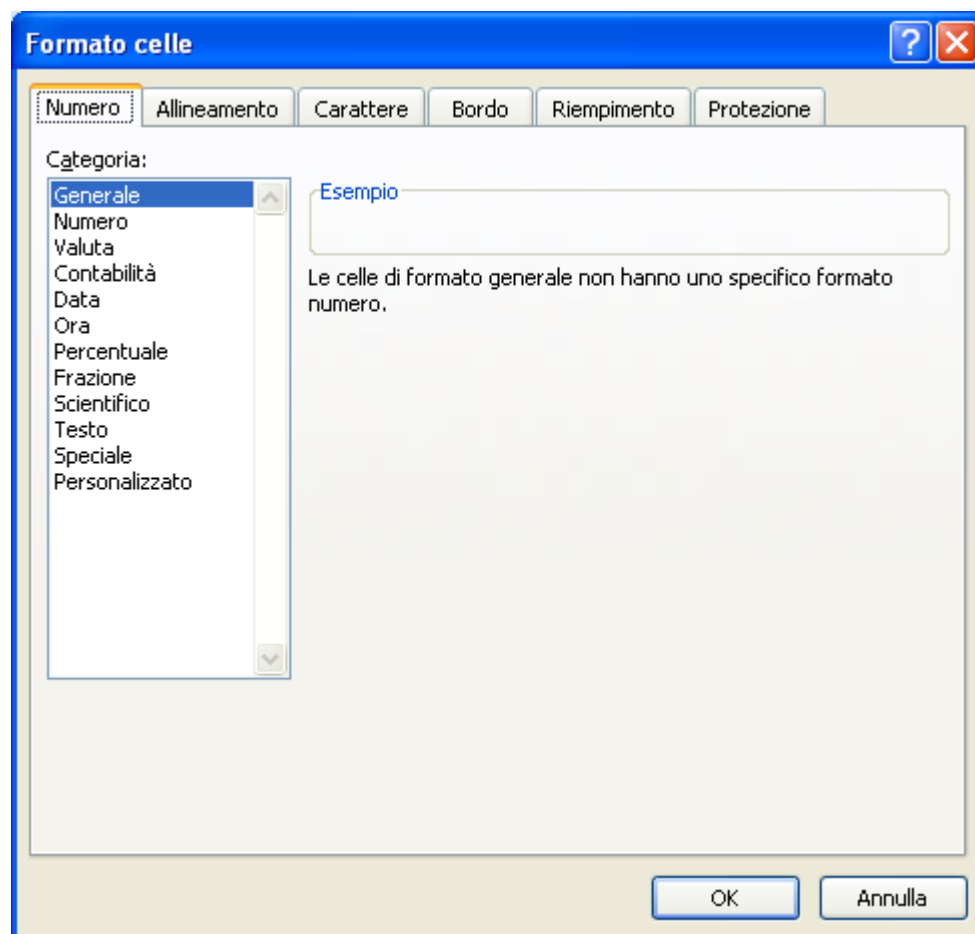 Formato celle
Numero Allineamento Carattere Bordo Riempimento Protezione
Categoria:
Generale
Numero
Valuta
Contabilità
Data
Ora
Percentuale
Frazione
Scientifico
Testo
Speciale
Personalizzato
Esempio
Le celle di formato generale non hanno uno specifico formato
numero.
OK Annulla